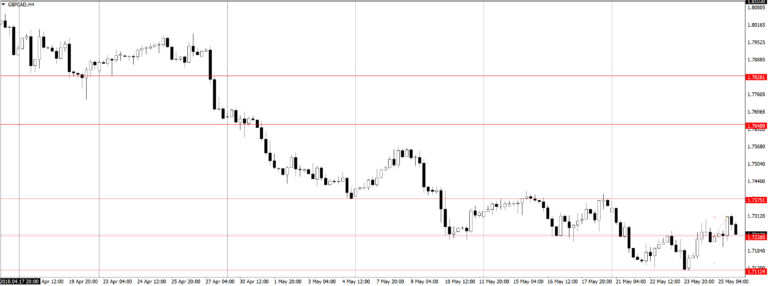 GBPCAD,H4
1.80805
1.80165
1.79525
1.78885
1.78281
1.77605
1.76965
1.76489
1.75680
1.75040
1.74400
1.73751
1.73120
1.72385
1.71840
1.71124
2018.04.17 20:00
Apr 12:00
19 Apr 20:00
23 Apr 04:00
24 Apr 12:00
25 Apr 20:00
27 Apr 04:00
30 Apr 12:00
1 May 20:00
3 May 04:00
4 May 12:00
7 May 20:00
9 May 04:00
10 May 12:00
11 May 20:00
15 May 04:00
16 May 12:00
17 May 20:00
21 May 04:00
22 May 12:00
23 May 20:00
25 May 04:00